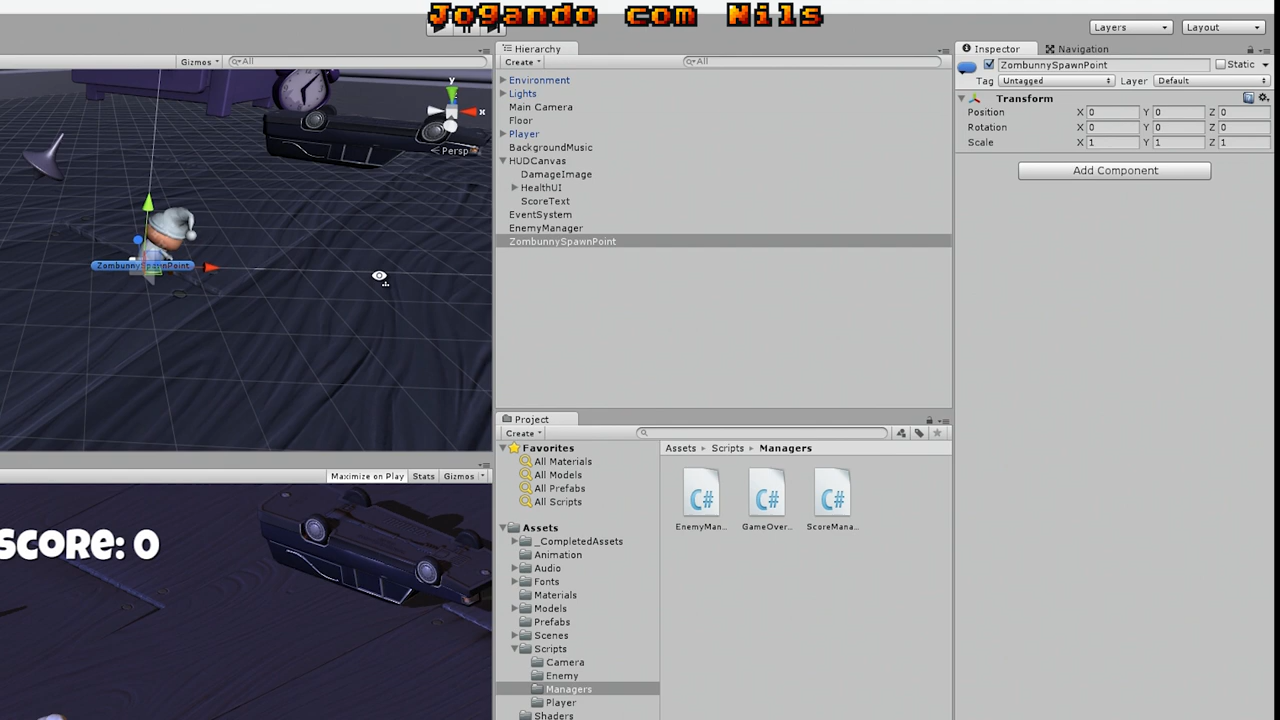 Jogando com Nils
Layers
Layout
Gizmos
All
y
x
Persp
ZombunnySpawnPoint
Hierarchy
Create
All
Environment
Lights
Main Camera
Floor
Player
BackgroundMusic
HUDCanvas
DamageImage
HealthUI
ScoreText
EventSystem
EnemyManager
ZombunnySpawnPoint
Inspector
Navigation
ZombunnySpawnPoint
Static
Tag Untagged Layer Default
Transform
Position X 0 Y 0 Z 0
Rotation X 0 Y 0 Z 0
Scale X 1 Y 1 Z 1
Add Component
Maximize on Play Stats Gizmos
SCORE: 0
Project
Create
Favorites
All Materials
All Models
All Prefabs
All Scripts
Assets
_CompletedAssets
Animation
Audio
Fonts
Materials
Models
Prefabs
Scenes
Scripts
Camera
Enemy
Managers
Player
Shaders
Assets Scripts Managers
C# C# C#
EnemyMan... GameOver... ScoreMana...